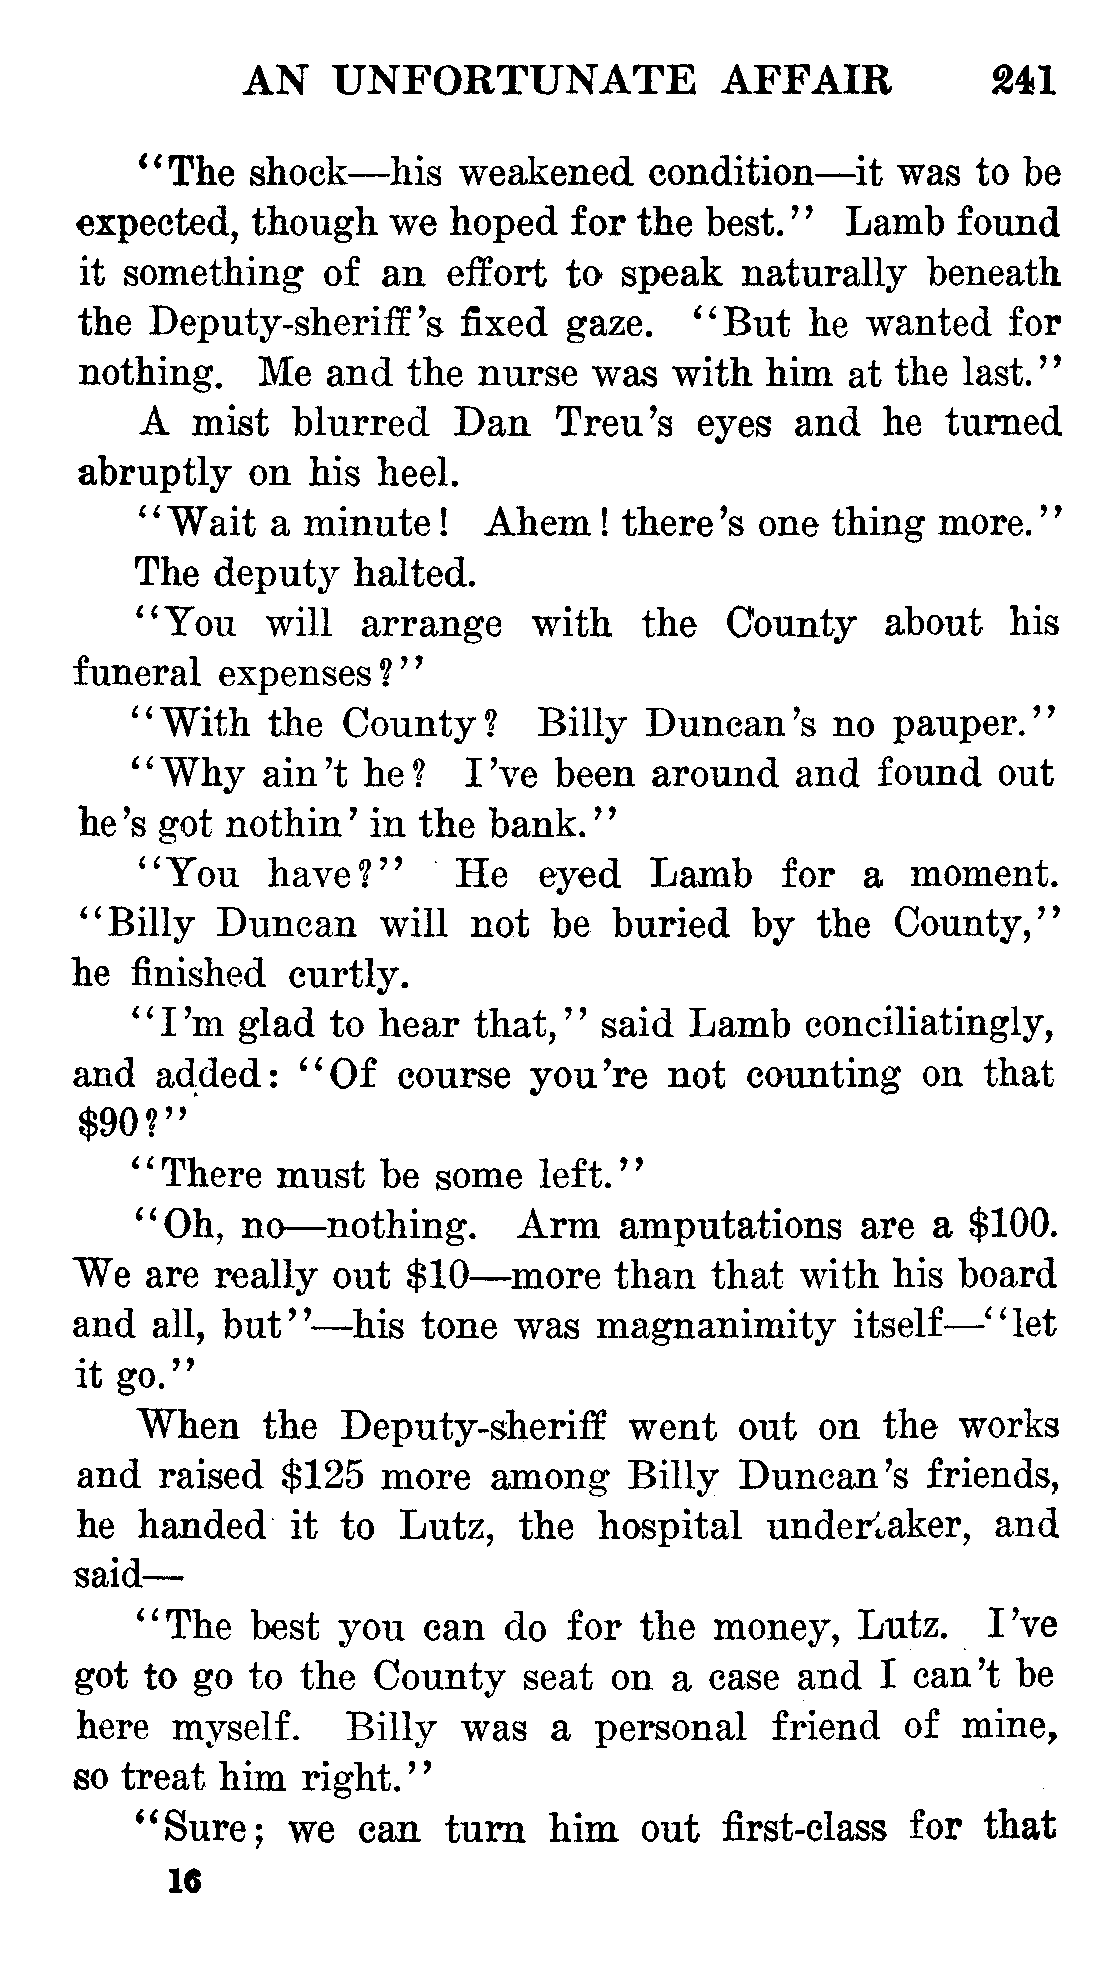 AN UNFORTUNATE AFFAIR 241
“The shock—his weakened condition—it was to be
expected, though we hoped for the best.” Lamb found
it something of an effort to speak naturally beneath
the Deputy-sheriff’s fixed gaze. “But he wanted for
nothing. Me and the nurse was with him at the last.”
A mist blurred Dan Treu’s eyes and he turned
abruptly on his heel.
“Wait a minute! Ahem! there’s one thing more.”
The deputy halted.
“You will arrange with the County about his
funeral expenses?”
“With the County? Billy Duncan’s no pauper.”
“Why ain’t he? I’ve been around and found out
he’s got nothin’ in the bank.”
“You have?” He eyed Lamb for a moment.
“Billy Duncan will not be buried by the County,”
he finished curtly.
“I’m glad to hear that,” said Lamb conciliatingly,
and added: “Of course you’re not counting on that
$90?”
“There must be some left.”
“Oh, no—nothing. Arm amputations are a $100.
We are really out $10—more than that with his board
and all, but”—his tone was magnanimity itself—“let
it go.”
When the Deputy-sheriff went out on the works
and raised $125 more among Billy Duncan’s friends,
he handed it to Lutz, the hospital undertaker, and
said—
“The best you can do for the money, Lutz. I’ve
got to go to the County seat on a case and I can’t be
here myself. Billy was a personal friend of mine,
so treat him right.”
“Sure; we can turn him out first-class for that
16